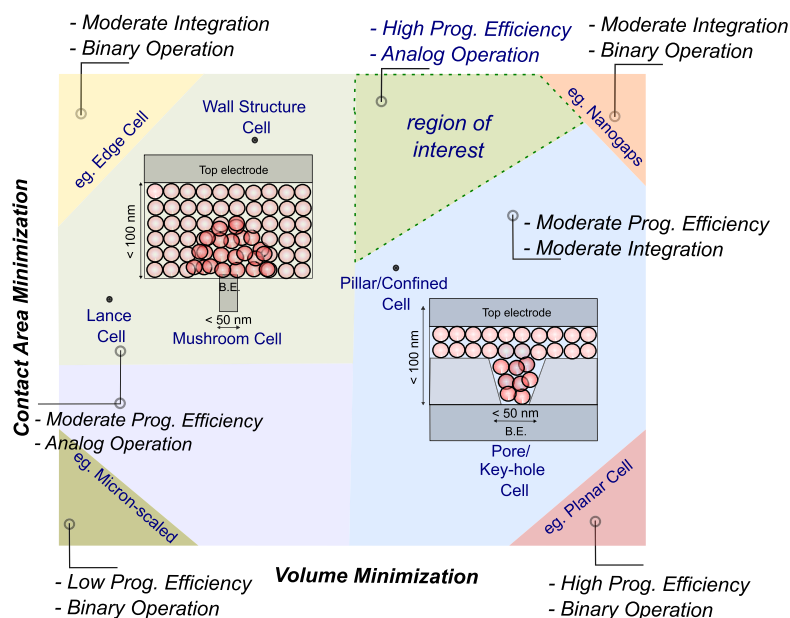 - Moderate Integration
- Binary Operation
- High Prog. Efficiency
- Analog Operation
- Moderate Integration
- Binary Operation
eg. Edge Cell
Wall Structure
Cell
region of
interest
eg. Nanogaps
Top electrode
< 100 nm
B.E.
< 50 nm
Mushroom Cell
Lance
Cell
- Moderate Prog. Efficiency
- Moderate Integration
Pillar/Confined
Cell
Top electrode
< 100 nm
< 50 nm
B.E.
Pore/
Key-hole
Cell
Contact Area Minimization
- Moderate Prog. Efficiency
- Analog Operation
eg. Micron-scaled
eg. Planar Cell
Volume Minimization
- Low Prog. Efficiency
- Binary Operation
- High Prog. Efficiency
- Binary Operation